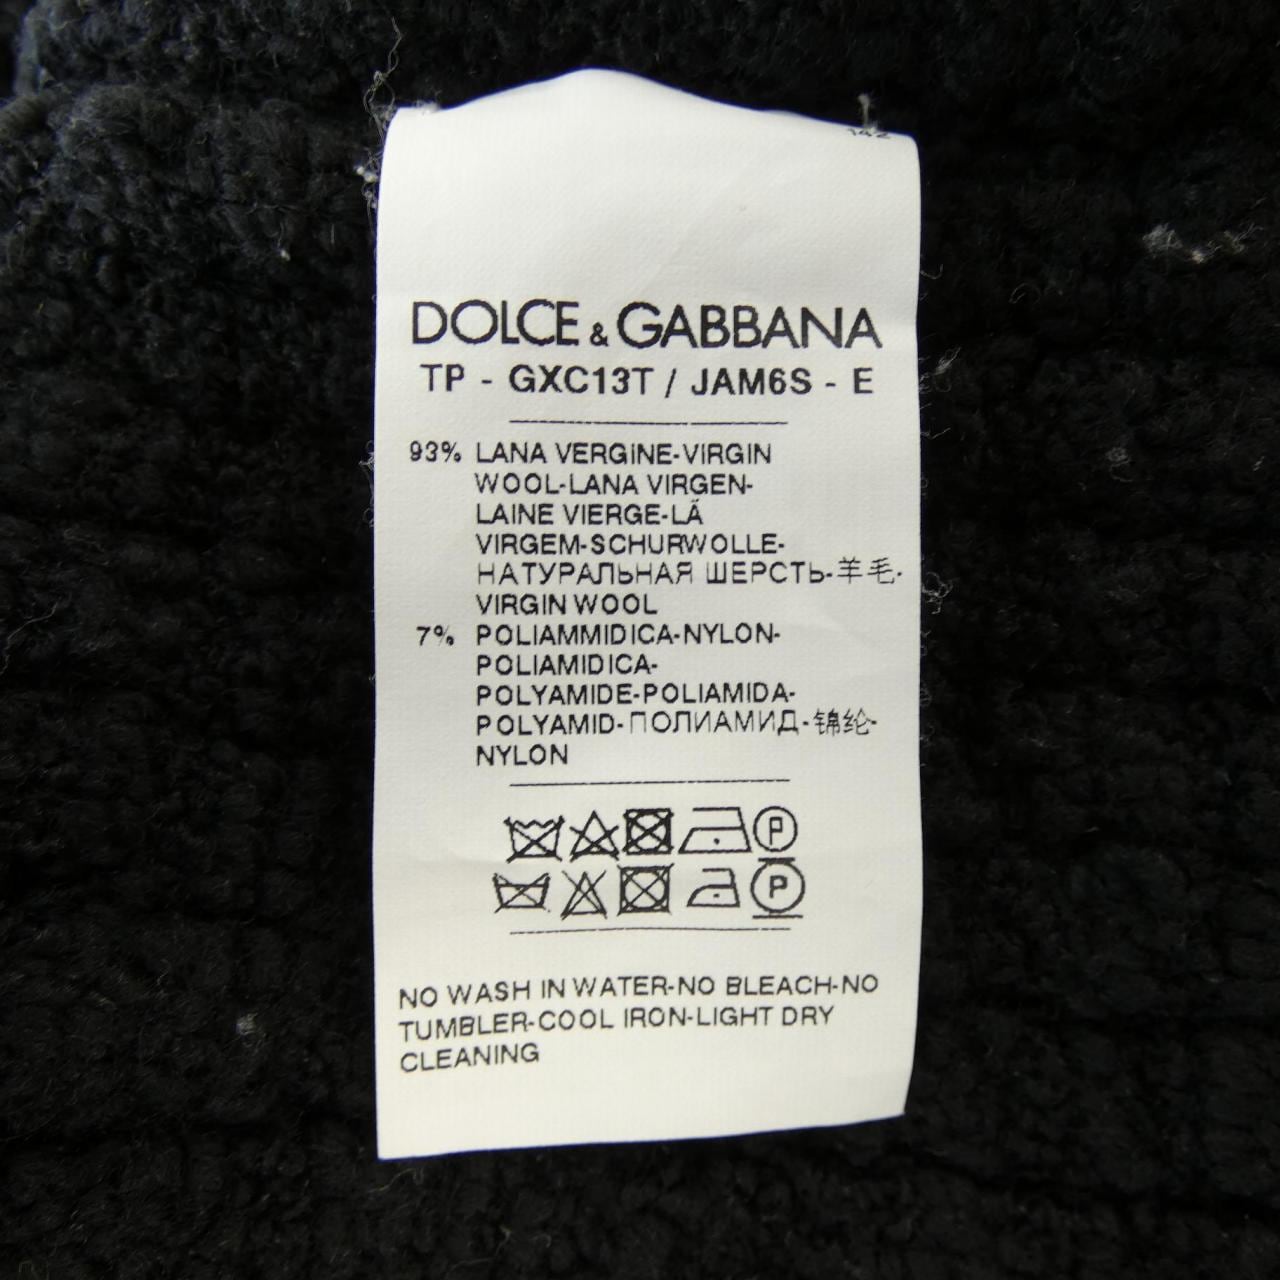 142
DOLCE & GABBANA
TP - GXC13T / JAM6S - E
93% LANA VERGINE-VIRGIN
WOOL-LANA VIRGEN-
LAINE VIERGE-LÃ
VIRGEM-SCHURWOLLE-
НАТУРАЛЬНАЯ ШЕРСТЬ-羊毛-
VIRGIN WOOL
7% POLIAMMIDICA-NYLON-
POLIAMIDICA-
POLYAMIDE-POLIAMIDA-
POLYAMID-ПОЛИАМИД-锦纶-
NYLON
P
P
NO WASH IN WATER-NO BLEACH-NO
TUMBLER-COOL IRON-LIGHT DRY
CLEANING